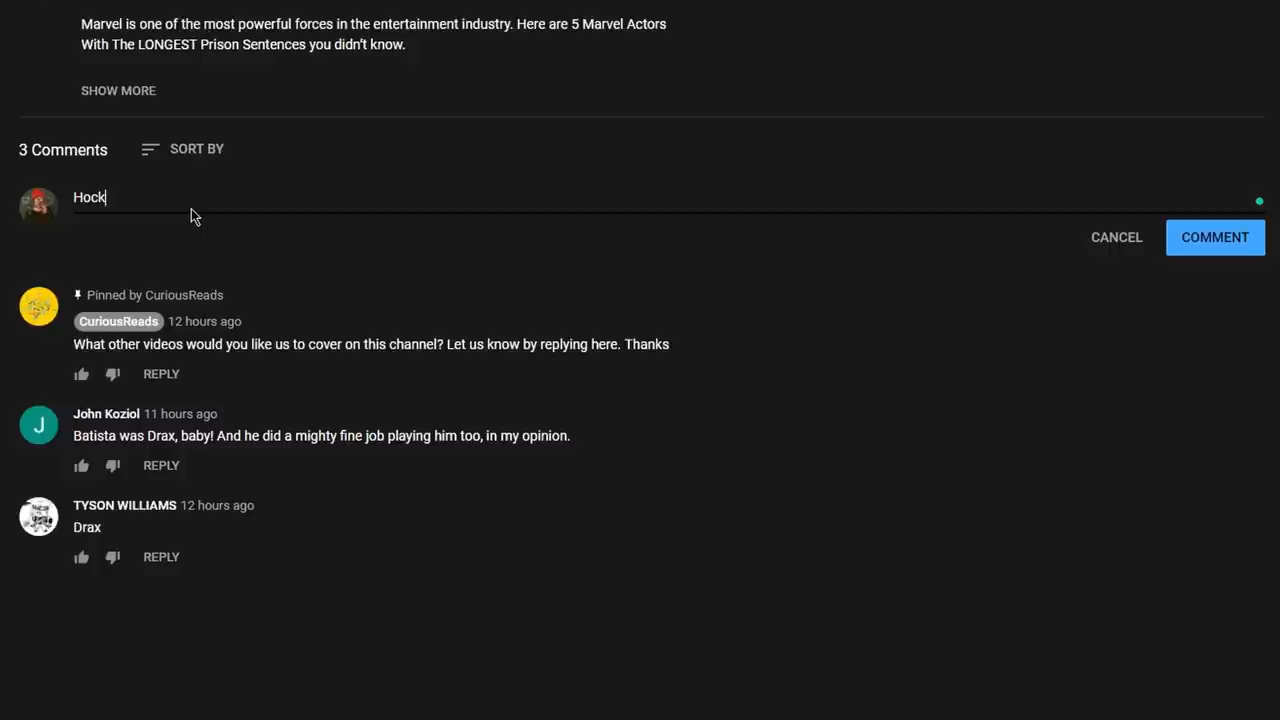 Marvel is one of the most powerful forces in the entertainment industry. Here are 5 Marvel Actors
With The LONGEST Prison Sentences you didn't know.
SHOW MORE
3 Comments SORT BY
Hock
CANCEL COMMENT
Pinned by CuriousReads
CuriousReads 12 hours ago
What other videos would you like us to cover on this channel? Let us know by replying here. Thanks
REPLY
J
John Koziol 11 hours ago
Batista was Drax, baby! And he did a mighty fine job playing him too, in my opinion.
REPLY
TYSON WILLIAMS 12 hours ago
Drax
REPLY